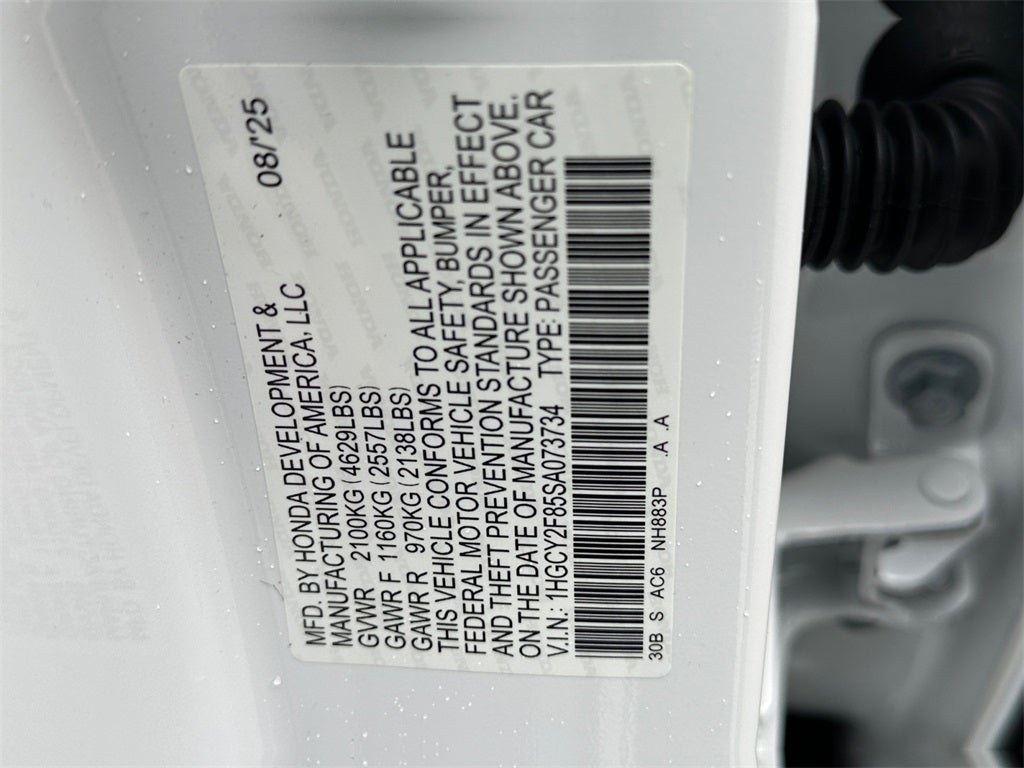 MFD. BY HONDA DEVELOPMENT & 08/'25
MANUFACTURING OF AMERICA, LLC
GVWR 2100KG (4629LBS)
GAWR F 1160KG (2557LBS)
GAWR R 970KG (2138LBS)
THIS VEHICLE CONFORMS TO ALL APPLICABLE
FEDERAL MOTOR VEHICLE SAFETY, BUMPER,
AND THEFT PREVENTION STANDARDS IN EFFECT
ON THE DATE OF MANUFACTURE SHOWN ABOVE.
V.I.N.: 1HGCY2F85SA073734 TYPE: PASSENGER CAR
30B S AC6 NH883P A A